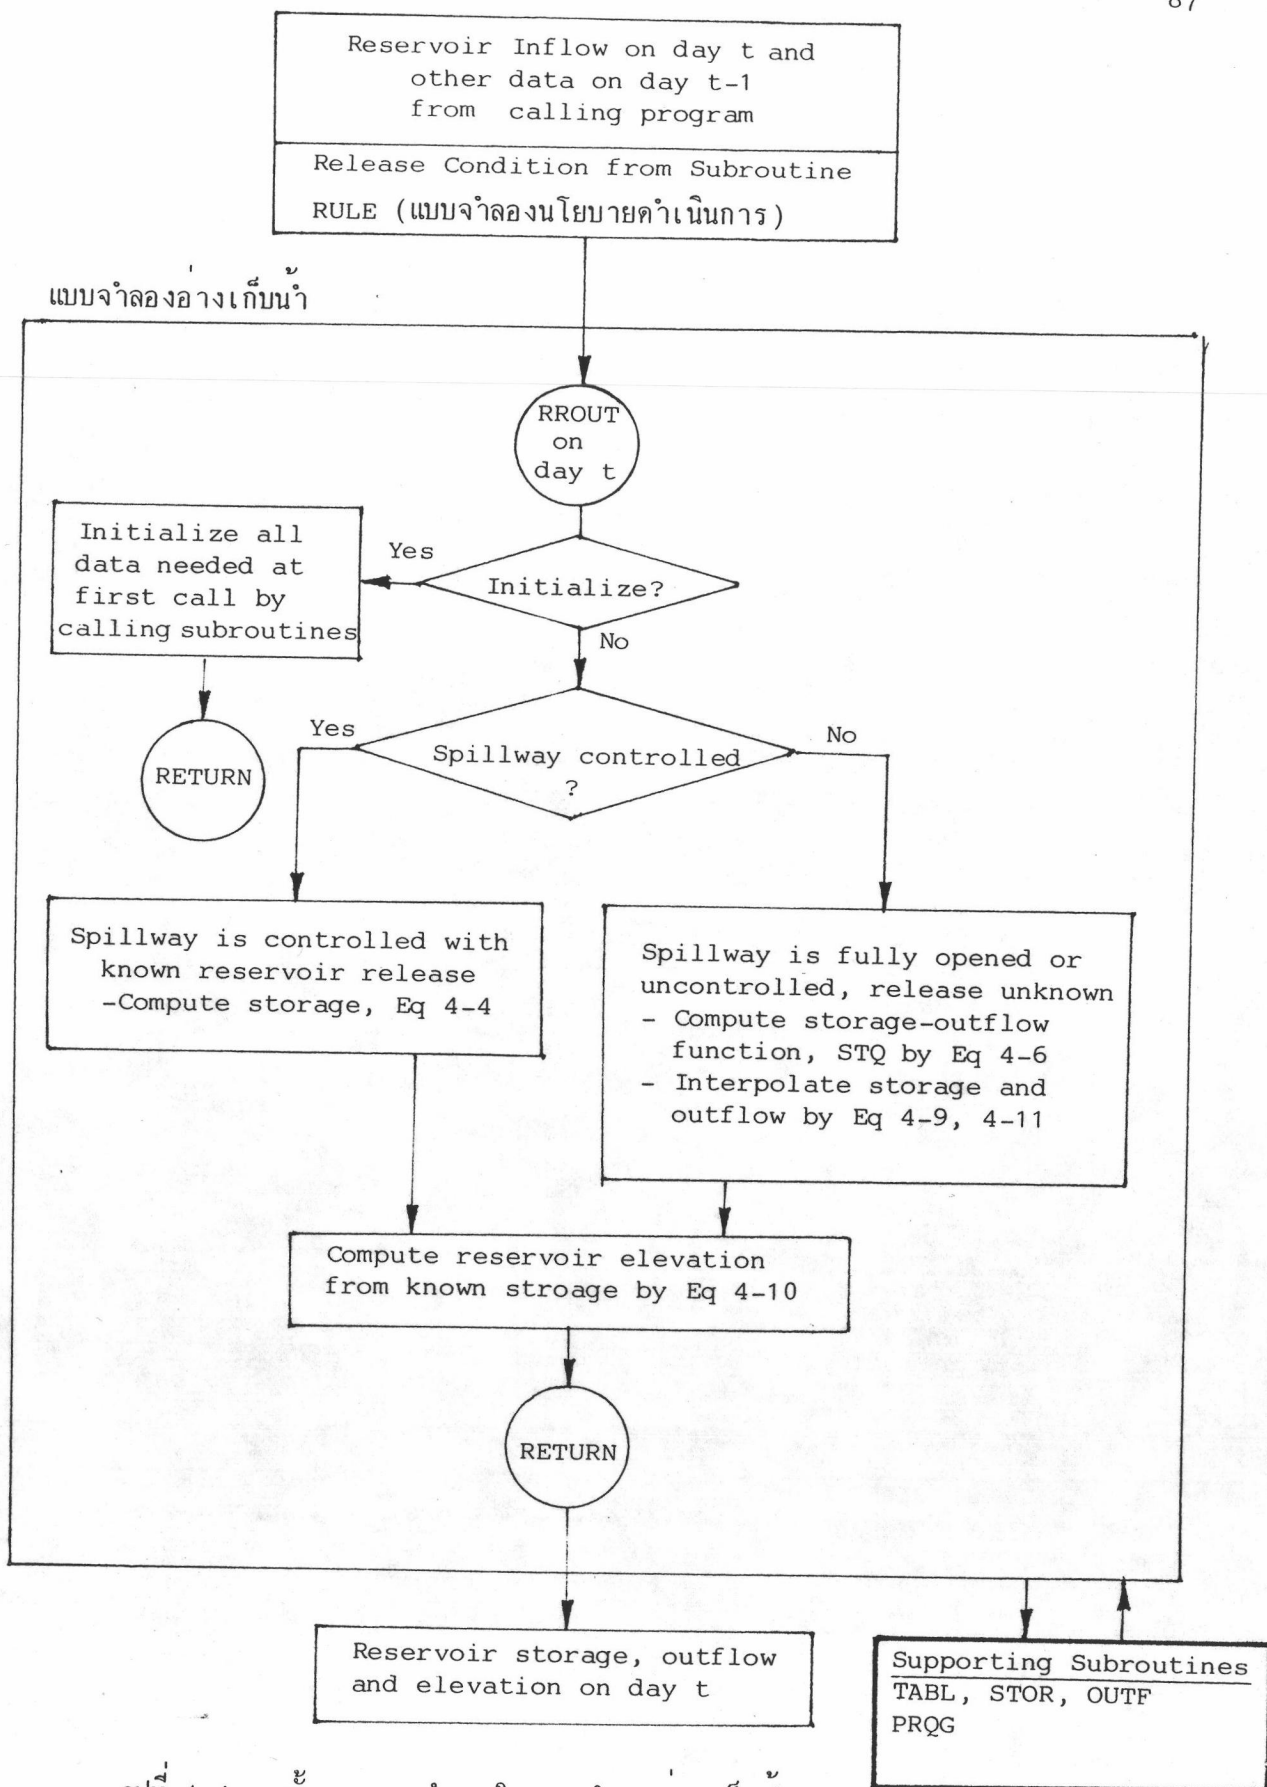 Reservoir Inflow on day t and
other data on day t-1
from calling program
Release Condition from Subroutine
RULE (แบบจำลองนโยบายดำเนินการ)
แบบจำลองอ่างเก็บน้ำ
RROUT
on
day t
Initialize?
Yes
No
Initialize all
data needed at
first call by
calling subroutines
RETURN
Spillway controlled
?
Yes
No
Spillway is controlled with
known reservoir release
-Compute storage, Eq 4-4
Spillway is fully opened or
uncontrolled, release unknown
- Compute storage-outflow
function, STQ by Eq 4-6
- Interpolate storage and
outflow by Eq 4-9, 4-11
Compute reservoir elevation
from known stroage by Eq 4-10
RETURN
Reservoir storage, outflow
and elevation on day t
Supporting Subroutines
TABL, STOR, OUTF
PRQG